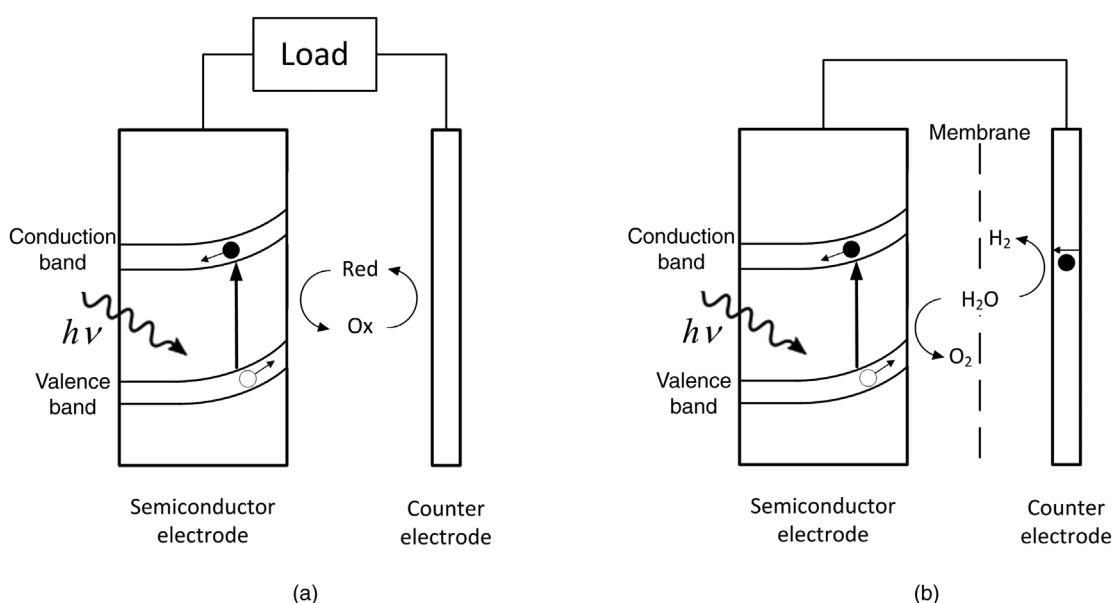 Load
Conduction
band
hν
Valence
band
Red
Ox
Semiconductor
electrode
Counter
electrode
(a)
Membrane
Conduction
band
hν
Valence
band
H₂
H₂O
O₂
Semiconductor
electrode
Counter
electrode
(b)